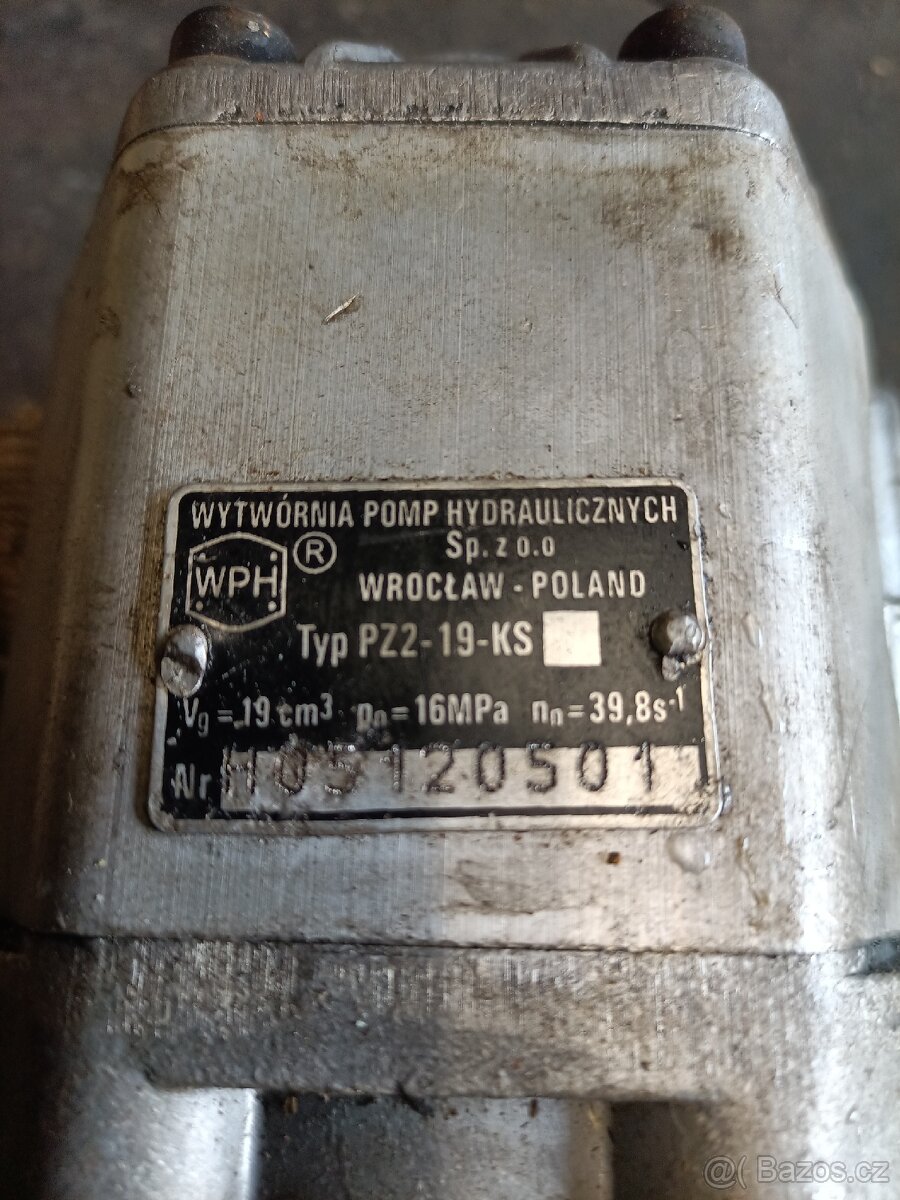 WYTWÓRNIA POMP HYDRAULICZNYCH
Sp. z o.o
WPH ®
WROCŁAW - POLAND
Typ PZ2-19-KS
Vg = 19 cm³ pn = 16MPa nn = 39,8s⁻¹
Nr H05120501
@( Bazoš.cz